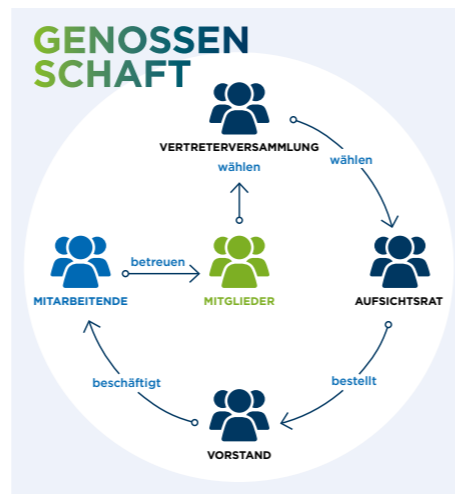 GENOSSEN
SCHAFT
VERTRETERVERSAMMLUNG
wählen
wählen
betreuen
MITARBEITENDE
MITGLIEDER
AUFSICHTSRAT
beschäftigt
bestellt
VORSTAND